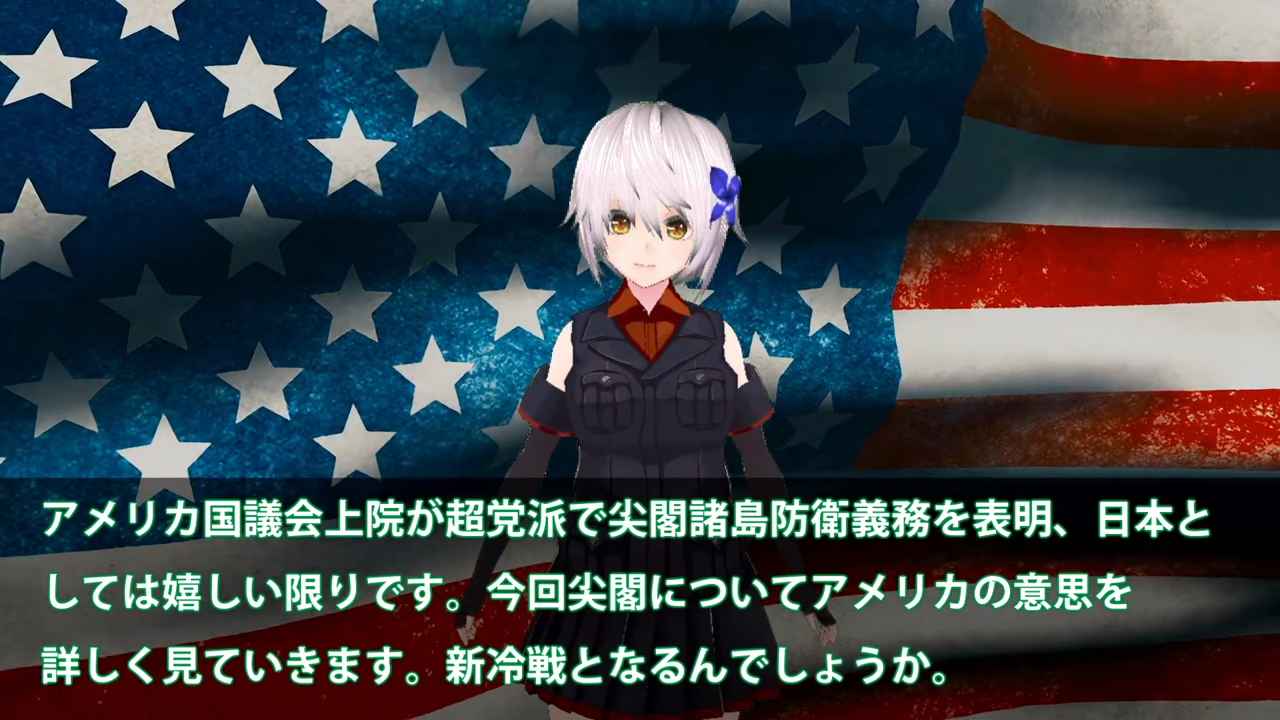 アメリカ国議会上院が超党派で尖閣諸島防衛義務を表明、日本と
しては嬉しい限りです。今回尖閣についてアメリカの意思を
詳しく見ていきます。新冷戦となるんでしょうか。